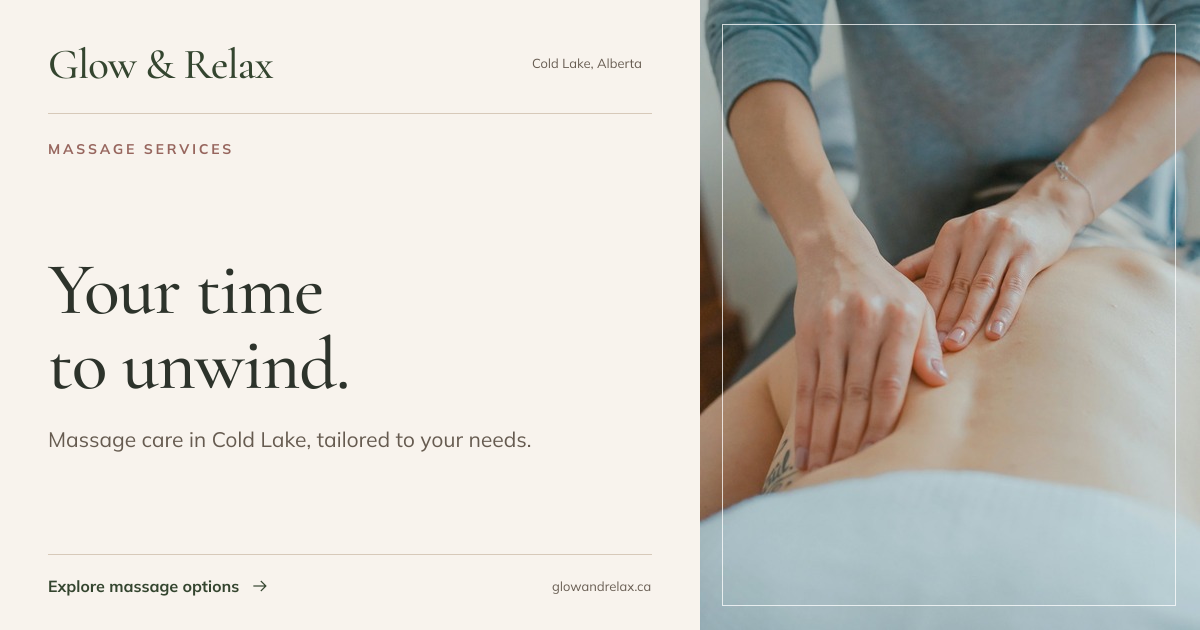 Glow & Relax
Cold Lake, Alberta
MASSAGE SERVICES
Your time
to unwind.
Massage care in Cold Lake, tailored to your needs.
Explore massage options →
glowandrelax.ca